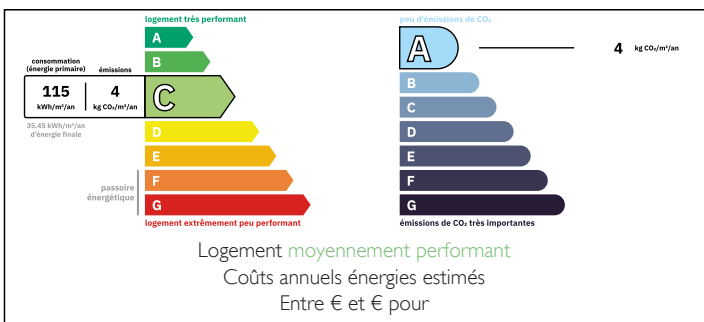 logement très performant
A
B
consommation
(énergie primaire)
émissions
115
kWh/m²/an
4
kg CO₂/m²/an
C
35.45 kWh/m²/an
d'énergie finale
D
E
F
G
passoire
énergétique
logement extrêmement peu performant
peu d'émissions de CO₂
A
4 kg CO₂/m²/an
B
C
D
E
F
G
émissions de CO₂ très importantes
Logement moyennement performant
Coûts annuels énergies estimés
Entre € et € pour